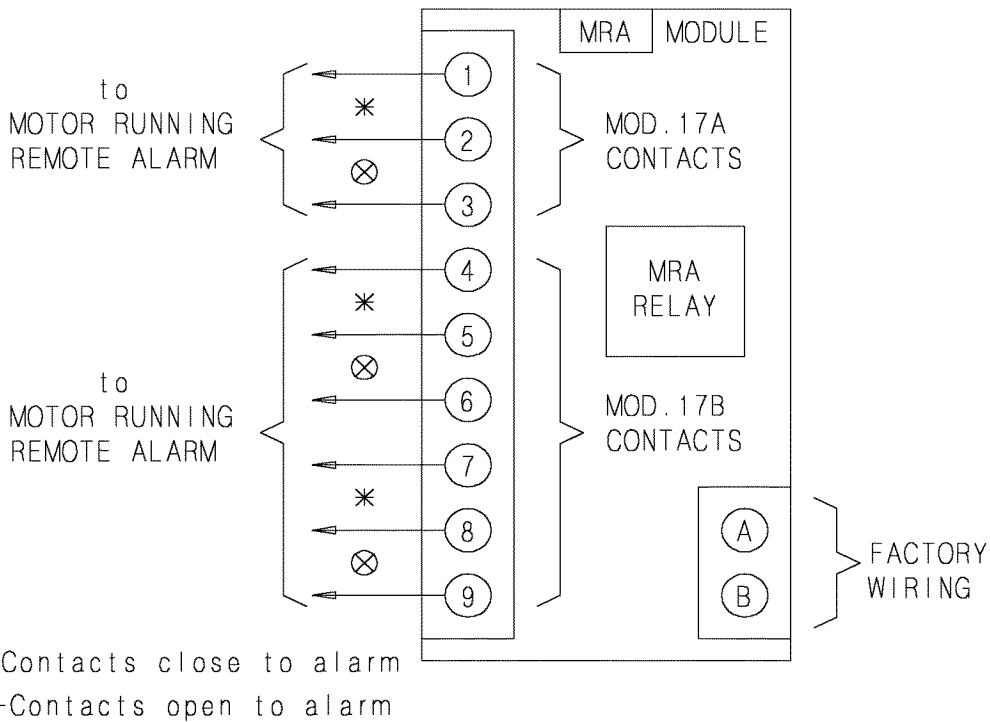 MRA MODULE
to
MOTOR RUNNING
REMOTE ALARM
1
*
2
⊗
3
MOD.17A
CONTACTS
MRA
RELAY
to
MOTOR RUNNING
REMOTE ALARM
4
*
5
⊗
6
7
*
8
⊗
9
MOD.17B
CONTACTS
A
B
FACTORY
WIRING
Contacts close to alarm
-Contacts open to alarm